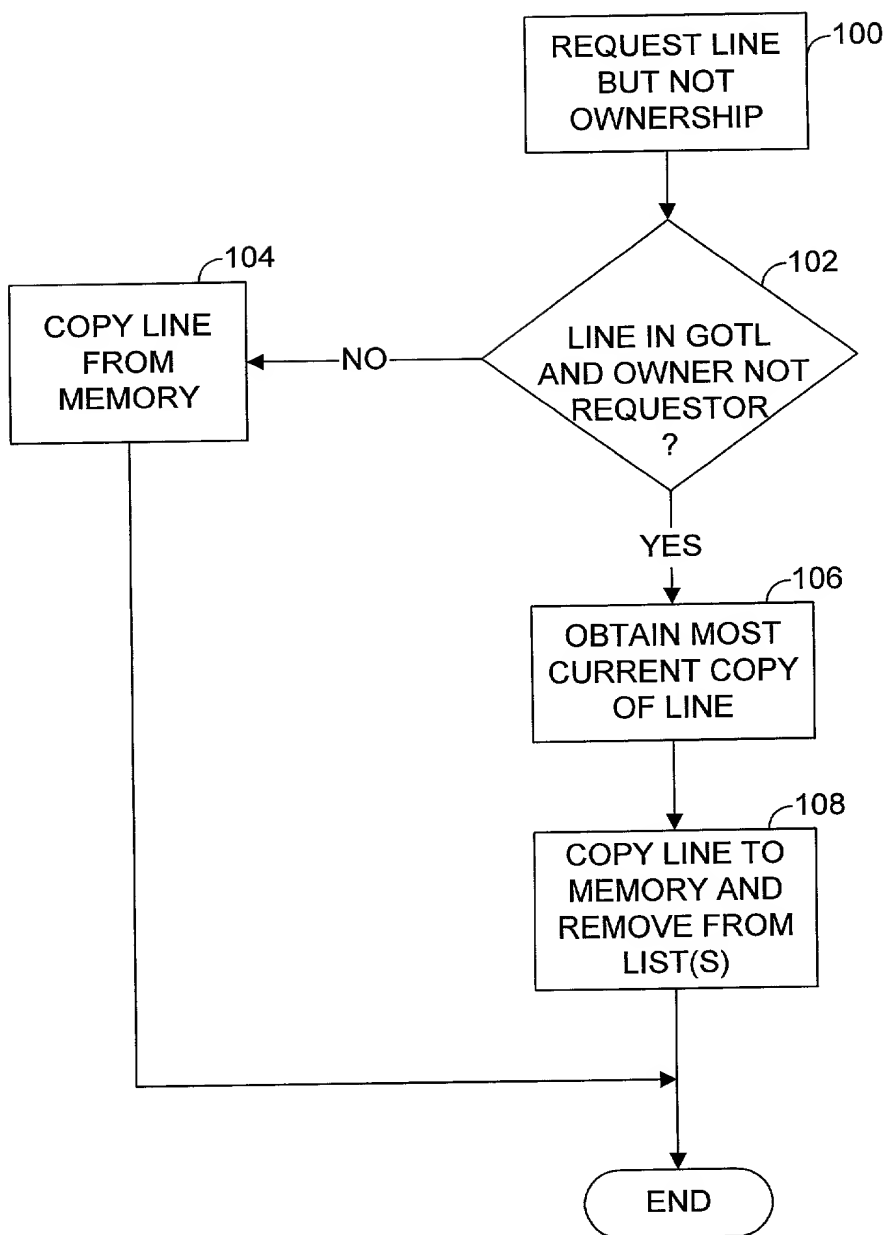 100
REQUEST LINE
BUT NOT
OWNERSHIP
102
LINE IN GOTL
AND OWNER NOT
REQUESTOR
?
104
COPY LINE
FROM
MEMORY
NO
YES
106
OBTAIN MOST
CURRENT COPY
OF LINE
108
COPY LINE TO
MEMORY AND
REMOVE FROM
LIST(S)
END